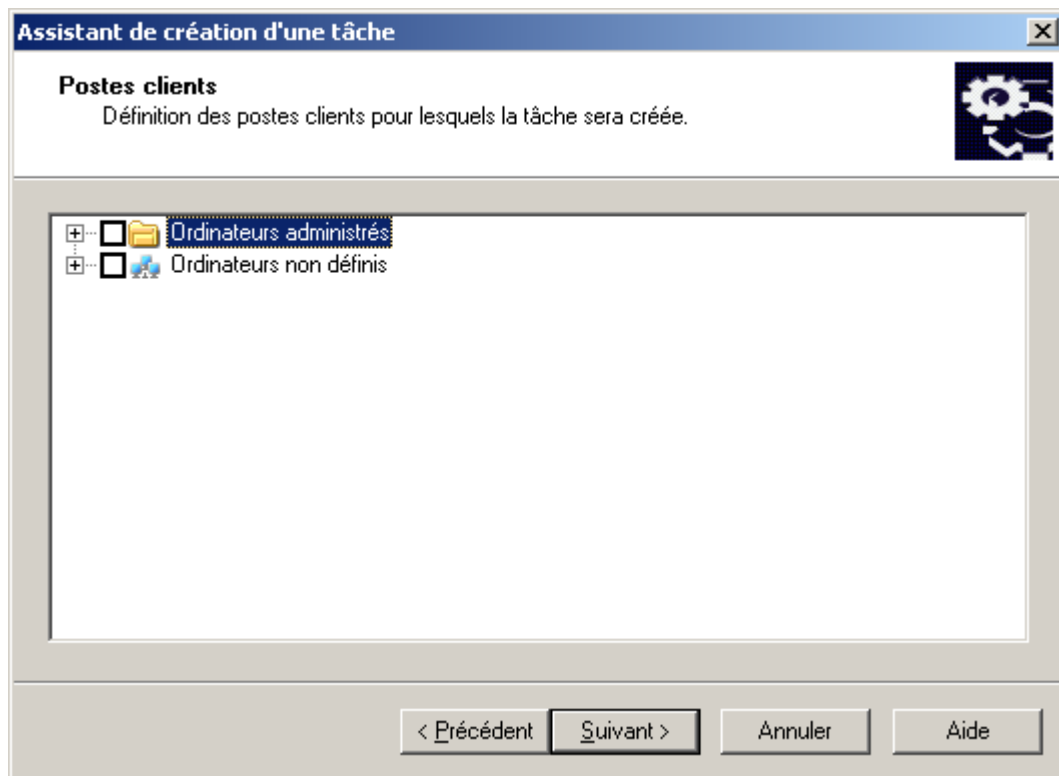 Assistant de création d'une tâche
Postes clients
Définition des postes clients pour lesquels la tâche sera créée.
Ordinateurs administrés
Ordinateurs non définis
< Précédent
Suivant >
Annuler
Aide